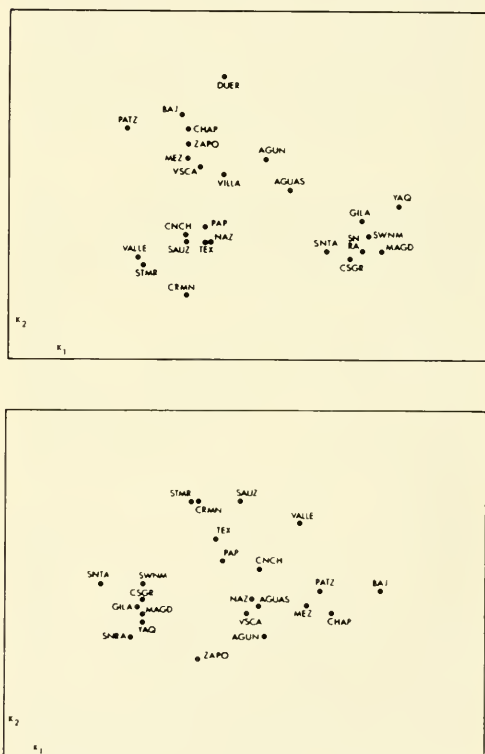 DUER
BAJ
PATZ
CHAP
ZAPO
MEZ
AGUN
VSCA
VILLA
AGUAS
YAQ
GILA
PAP
CNCH
NAZ
SN
SWNM
SAUZ
TEX
SNTA
RA
MAGD
VALLE
CSGR
STMR
CRMN
K2
K1
STMR
SAUZ
CRMN
VALLE
TEX
PAP
CNCH
SNTA
SWNM
CSGR
PATZ
BAJ
NAZ
AGUAS
GILA
MAGD
VSCA
MEZ
CHAP
YAQ
SNRA
AGUN
ZAPO
K2
K1